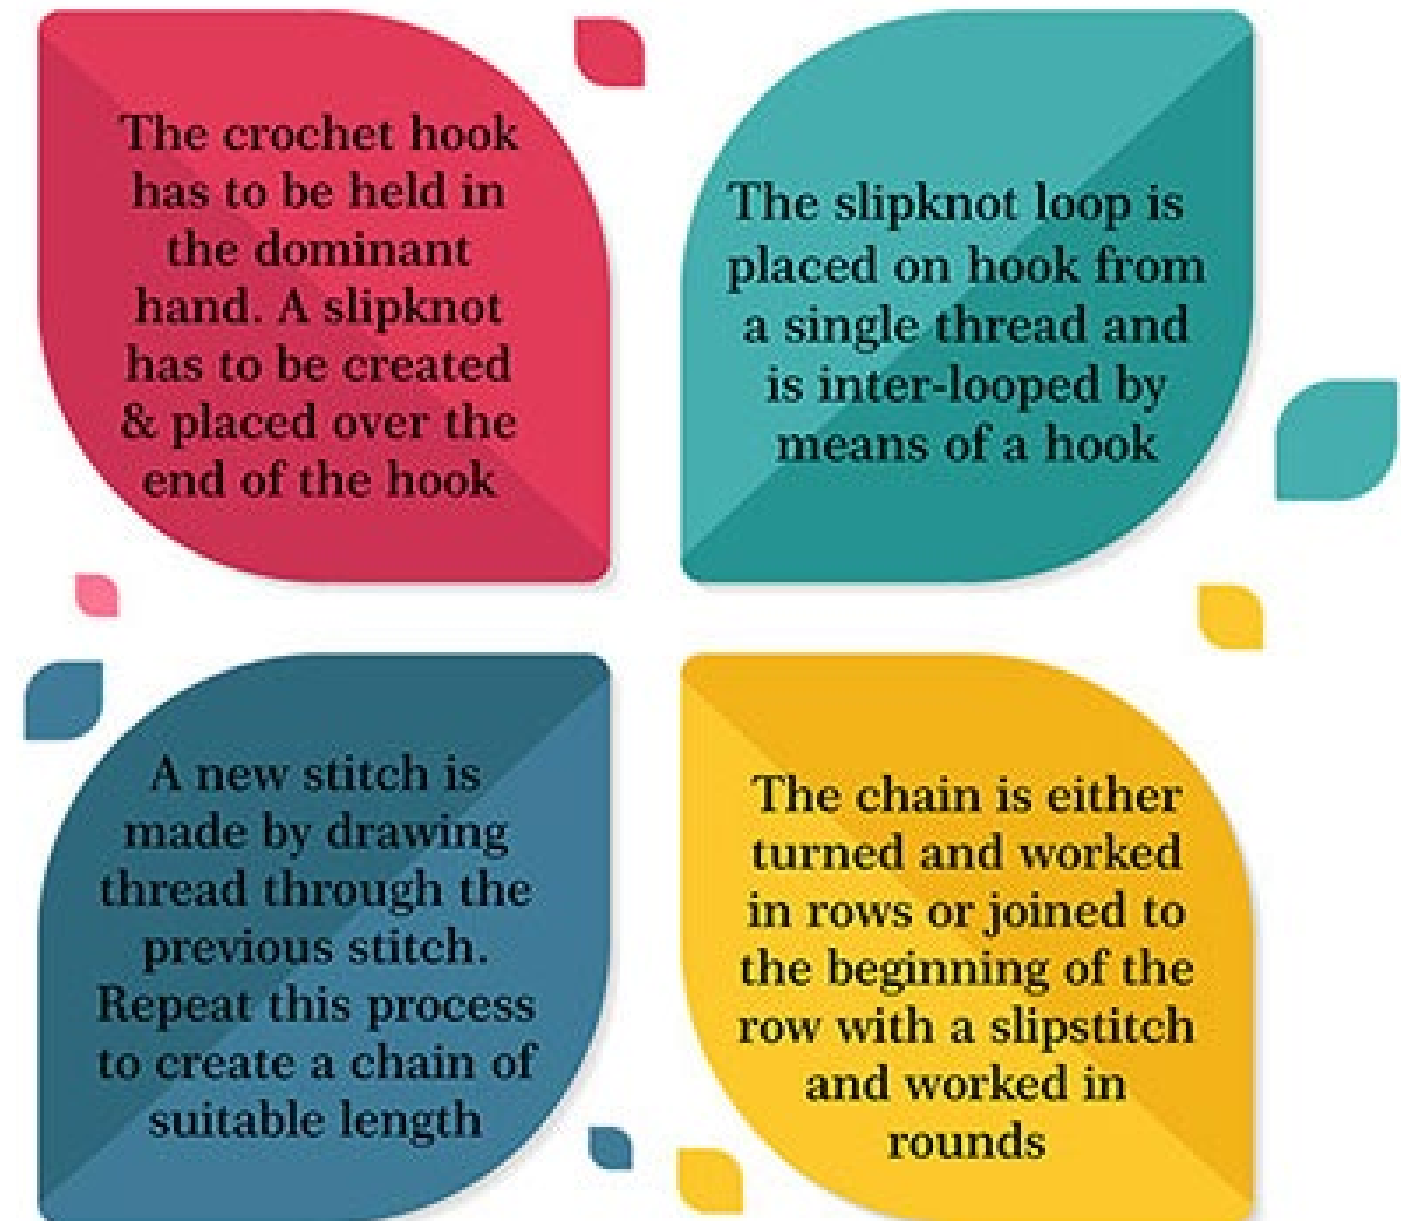 The crochet hook
has to be held in
the dominant
hand. A slipknot
has to be created
& placed over the
end of the hook
The slipknot loop is
placed on hook from
a single thread and
is inter-looped by
means of a hook
A new stitch is
made by drawing
thread through the
previous stitch.
Repeat this process
to create a chain of
suitable length
The chain is either
turned and worked
in rows or joined to
the beginning of the
row with a slipstitch
and worked in
rounds